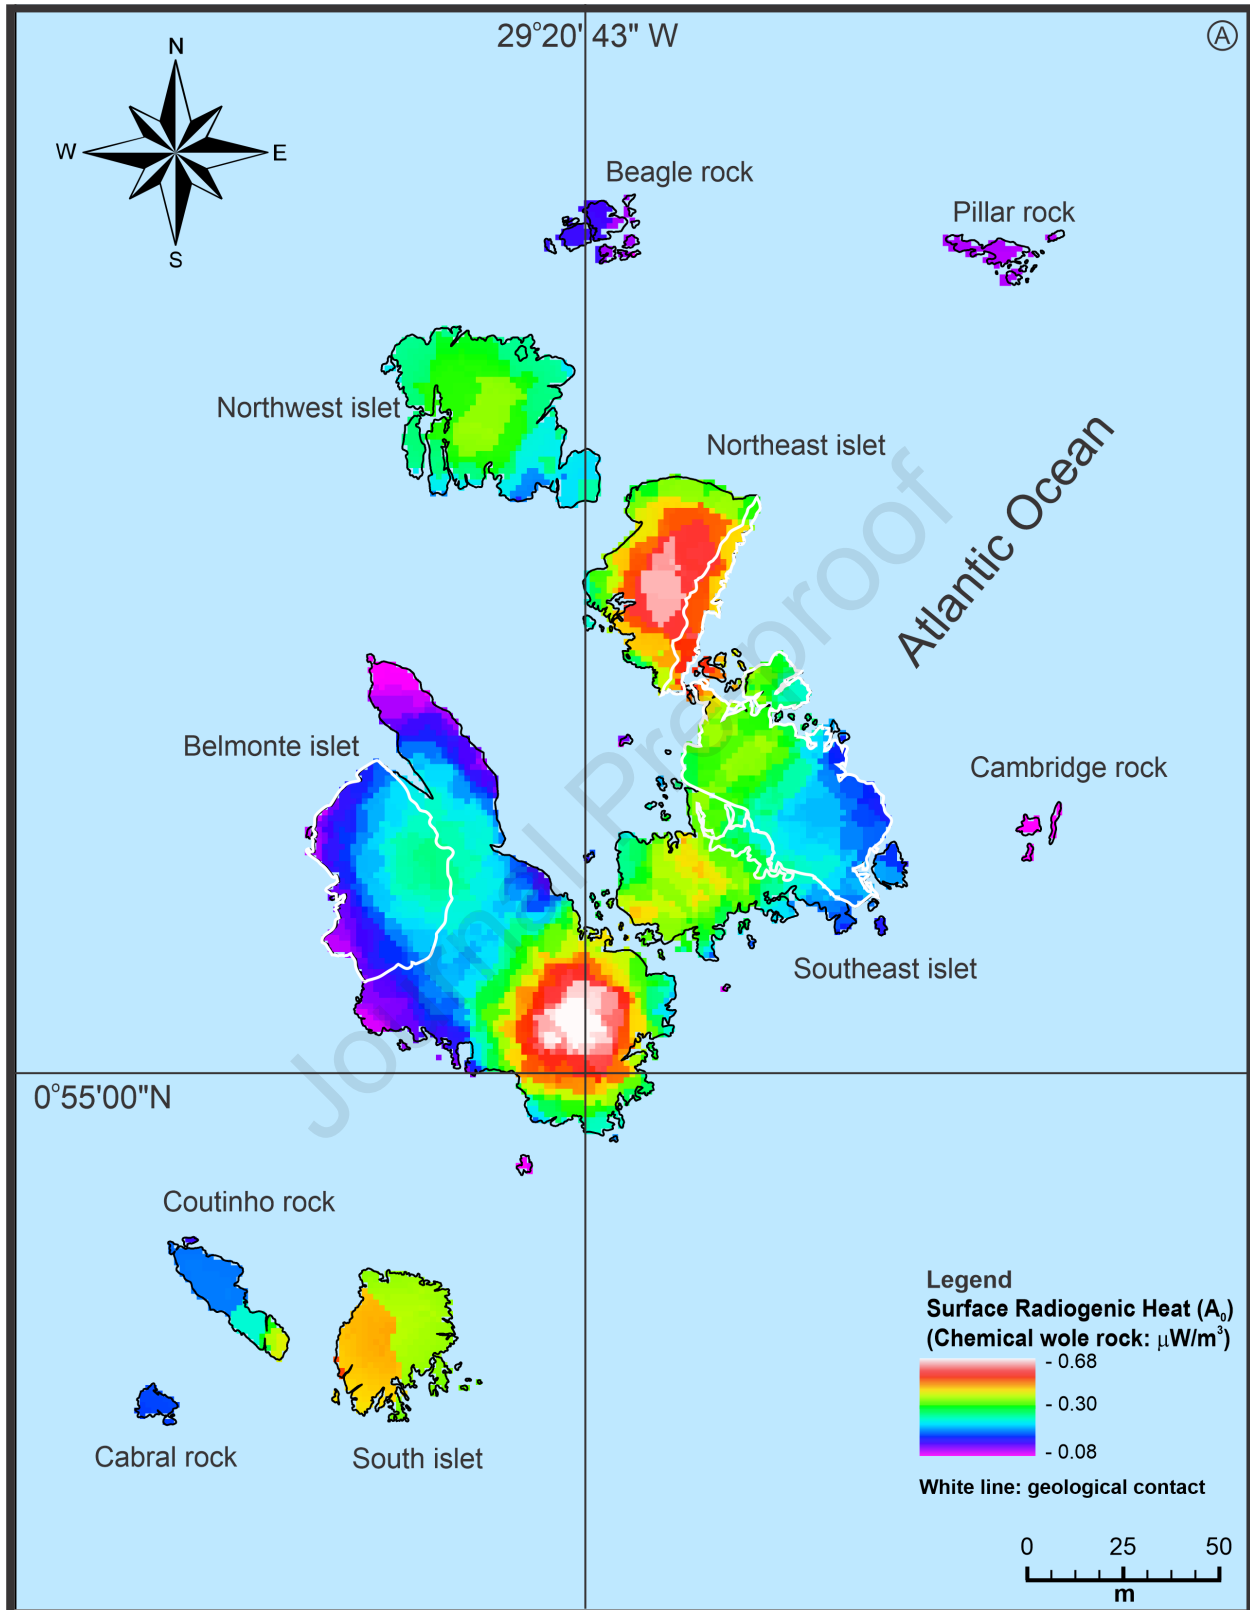 29°20' 43" W
A
N
W
E
S
Beagle rock
Pillar rock
Northwest islet
Northeast islet
Atlantic Ocean
Belmonte islet
Cambridge rock
Southeast islet
Journal Pre-proof
0°55'00"N
Coutinho rock
Cabral rock
South islet
Legend
Surface Radiogenic Heat (A₀)
(Chemical wole rock: μW/m³)
- 0.68
- 0.30
- 0.08
White line: geological contact
0 25 50
m